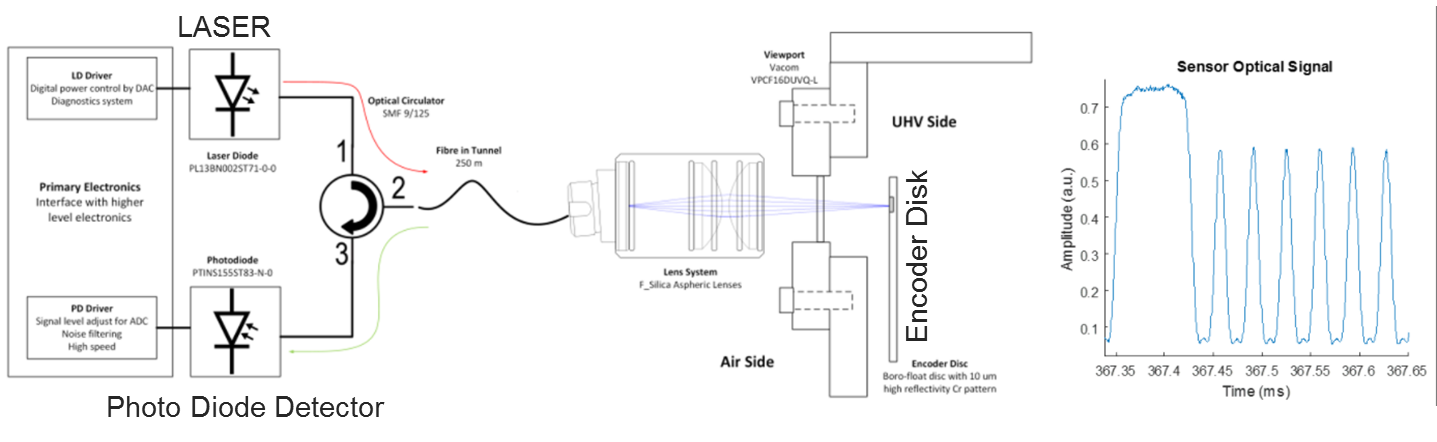 LASER
LD Driver
Digital power control by DAC
Diagnostics system
Laser Diode
PL13BN002ST71-0-0
Primary Electronics
Interface with higher
level electronics
Photodiode
PTINS155ST83-N-0
PD Driver
Signal level adjust for ADC
Noise filtering
High speed
Photo Diode Detector
1
2
3
Optical Circulator
SMF 9/125
Fibre in Tunnel
250 m
Lens System
F_Silica Aspheric Lenses
Viewport
Vacom
VPCF16DUVQ-L
UHV Side
Air Side
Encoder Disk
Encoder Disc
Boro-float disc with 10 um
high reflectivity Cr pattern
Sensor Optical Signal
Amplitude (a.u.)
0.7
0.6
0.5
0.4
0.3
0.2
0.1
367.35 367.4 367.45 367.5 367.55 367.6 367.65
Time (ms)